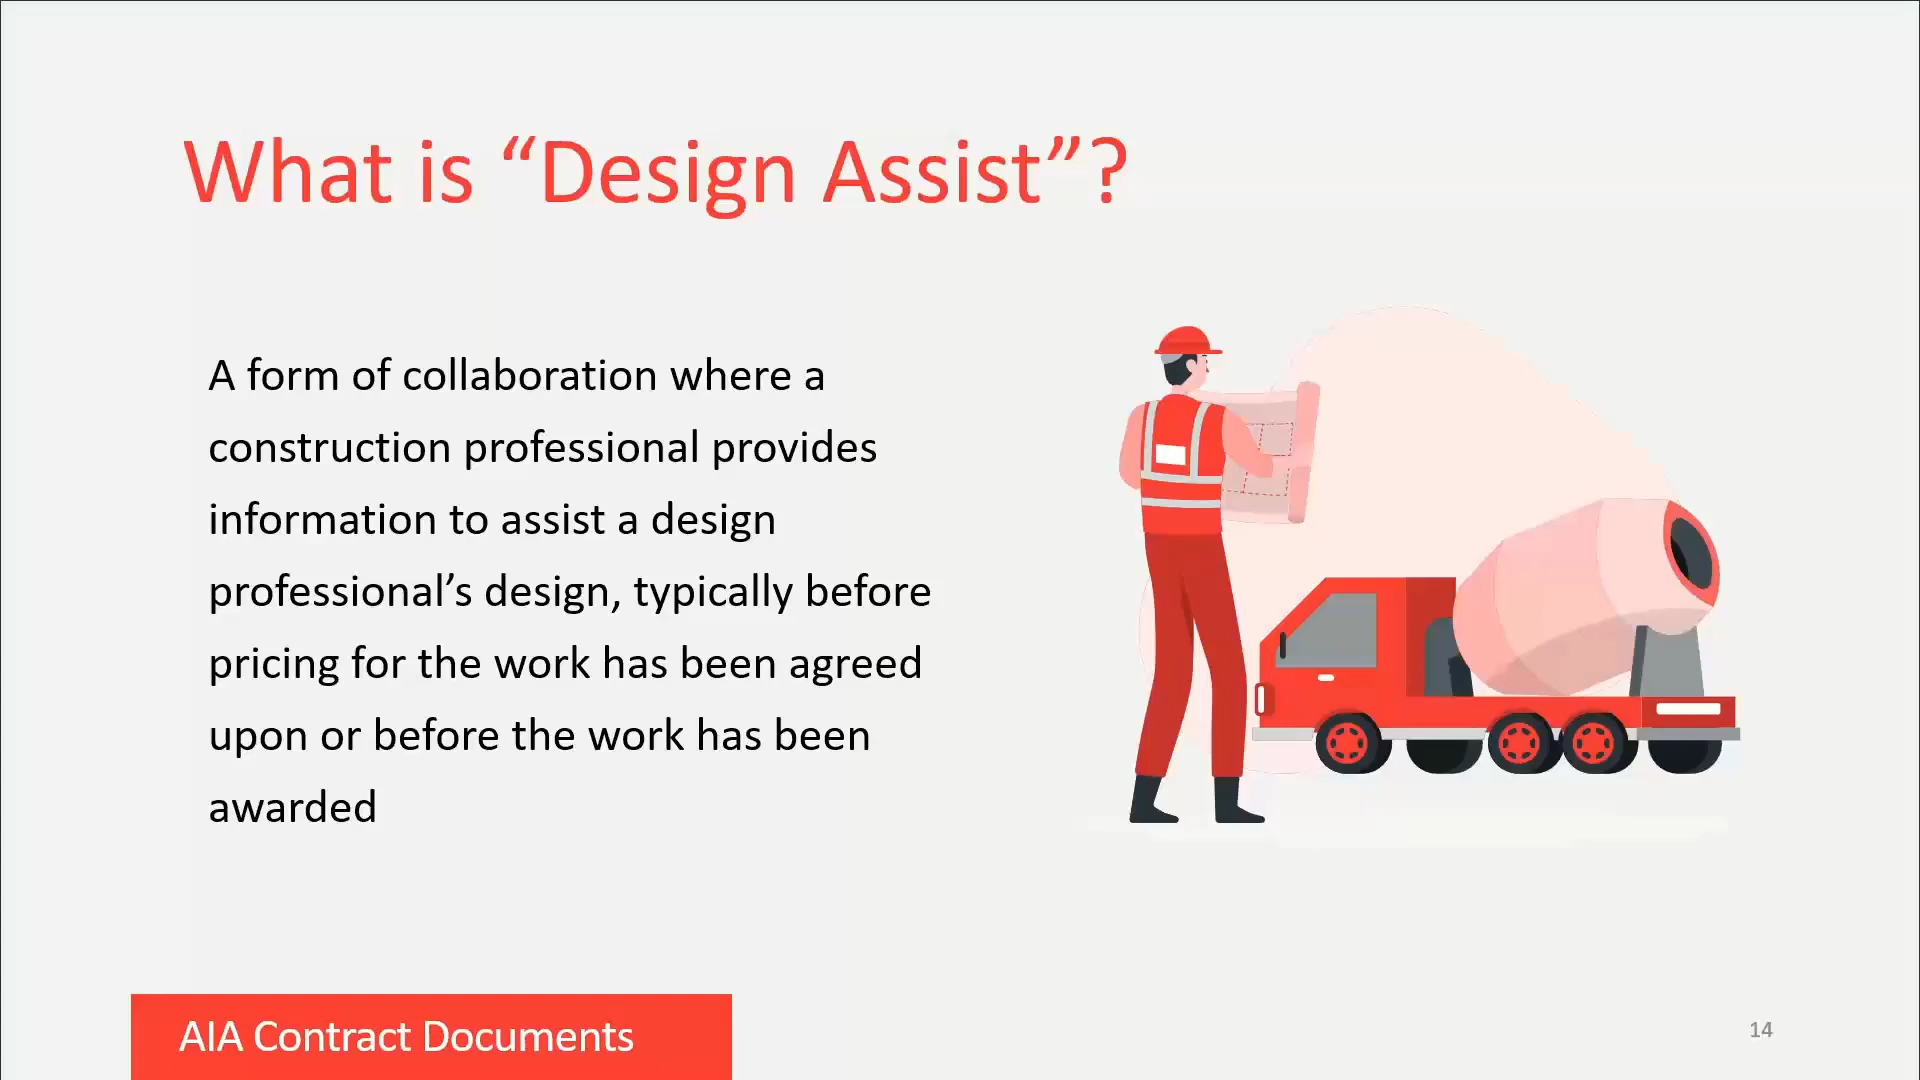 What is “Design Assist”?
A form of collaboration where a
construction professional provides
information to assist a design
professional’s design, typically before
pricing for the work has been agreed
upon or before the work has been
awarded
AIA Contract Documents
14